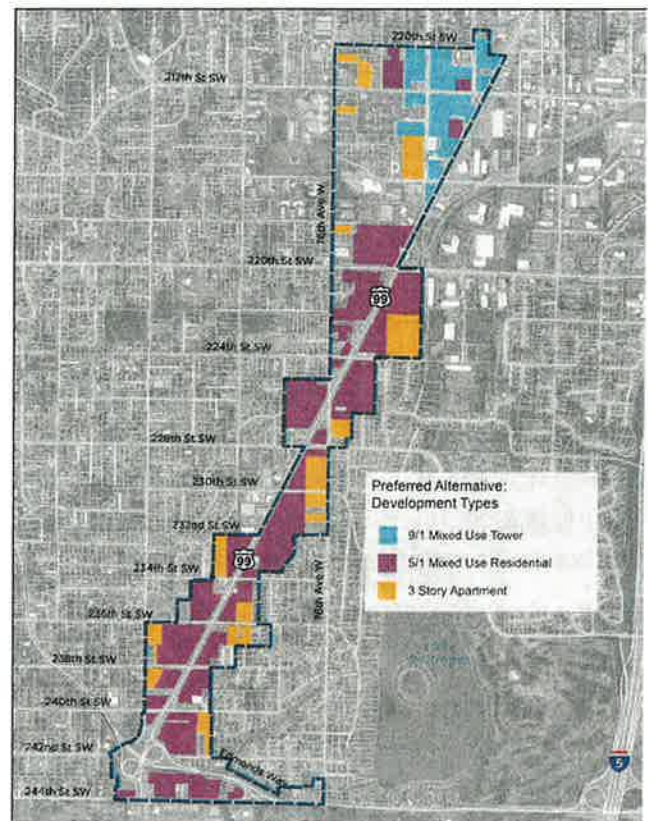 220th St SW
212th St SW
76th Ave W
220th St SW
99
224th St SW
228th St SW
230th St SW
Preferred Alternative:
Development Types
9/1 Mixed Use Tower
5/1 Mixed Use Residential
3 Story Apartment
232nd St SW
99
234th St SW
76th Ave W
236th St SW
238th St SW
240th St SW
242nd St SW
Edmonds Way
5
244th St SW